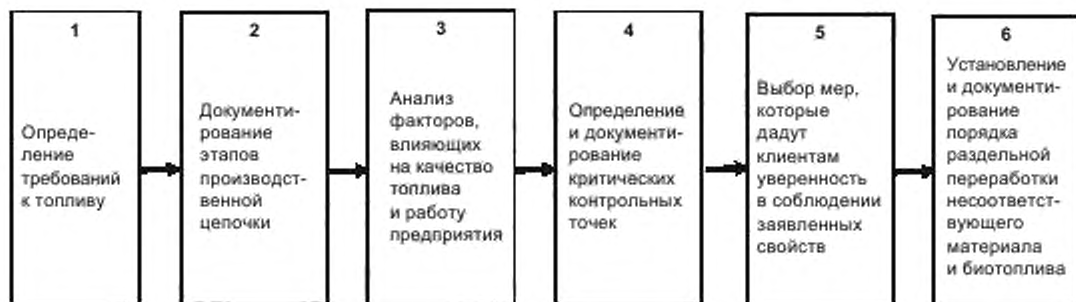 1
Опреде-
ление
требований
к топливу
2
Документи-
рование
этапов
производст-
венной
цепочки
3
Анализ
факторов,
влияющих
на качество
топлива
и работу
предприятия
4
Определение
и документи-
рование
критических
контрольных
точек
5
Выбор мер,
которые
дадут
клиентам
уверенность
в соблюдении
заявленных
свойств
6
Установление
и документи-
рование
порядка
раздельной
переработки
несоответст-
вующего
материала
и биотоплива